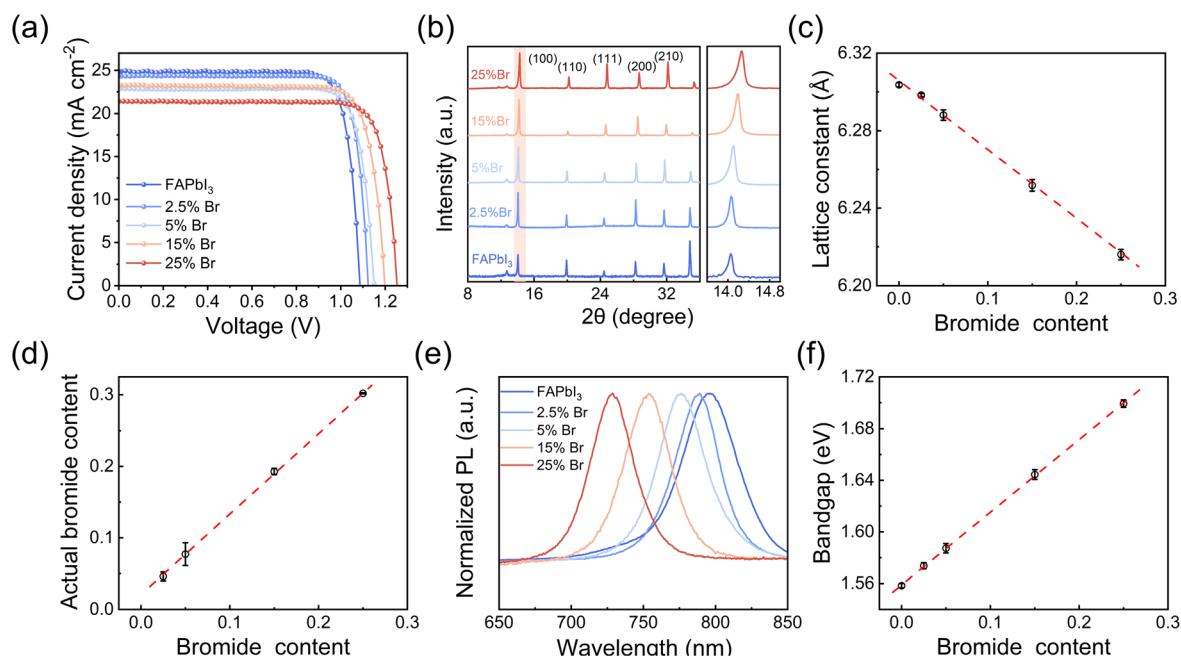 (a)
Current density (mA cm-2)
25
20
15
10
5
0
FAPbI3
2.5% Br
5% Br
15% Br
25% Br
0.0 0.2 0.4 0.6 0.8 1.0 1.2
Voltage (V)
(b)
Intensity (a.u.)
25%Br
15%Br
5%Br
2.5%Br
FAPbI3
(100) (110) (111) (200) (210)
8 16 24 32 14.0 14.8
2θ (degree)
(c)
Lattice constant (Å)
6.32
6.28
6.24
6.20
0.0 0.1 0.2 0.3
Bromide content
(d)
Actual bromide content
0.3
0.2
0.1
0.0
0.0 0.1 0.2 0.3
Bromide content
(e)
Normalized PL (a.u.)
FAPbI3
2.5% Br
5% Br
15% Br
25% Br
650 700 750 800 850
Wavelength (nm)
(f)
Bandgap (eV)
1.72
1.68
1.64
1.60
1.56
0.0 0.1 0.2 0.3
Bromide content